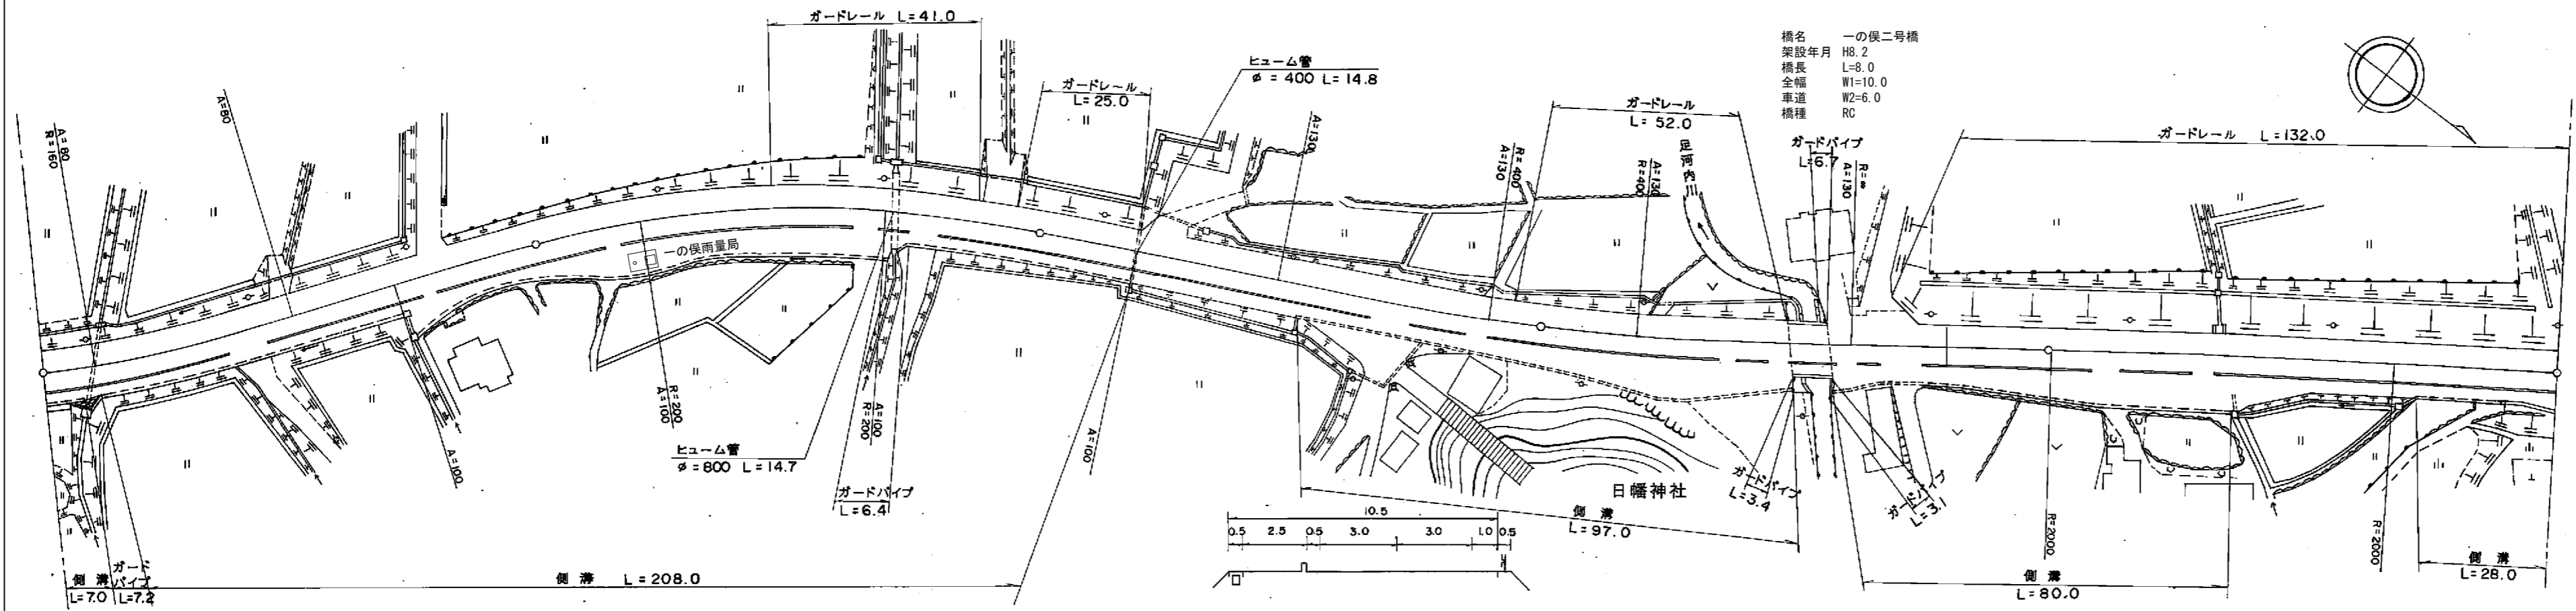 ガードレール L=41.0
ヒューム管
ø=400 L=14.8
ガードレール
L=25.0
橋名 一の俣二号橋
架設年月 H8.2
橋長 L=8.0
全幅 W1=10.0
車道 W2=6.0
橋種 RC
ガードレール
L=52.0
ガードパイプ
L=6.7
ガードレール L=132.0
A=80
R=160
A=80
A=130
R=400
A=130
A=130
R=400
足河内川
R=∞
A=130
一の俣雨量局
R=200
A=100
A=100
R=200
A=100
A=100
ヒューム管
ø=800 L=14.7
ガードパイプ
L=6.4
日幡神社
ガードパイプ
L=3.4
ガードパイプ
L=3.1
R=2000
R=2000
側溝
L=97.0
10.5
0.5 2.5 0.5 3.0 3.0 1.0 0.5
側溝
L=7.0
ガード
パイプ
L=7.2
側溝 L=208.0
側溝
L=80.0
側溝
L=28.0